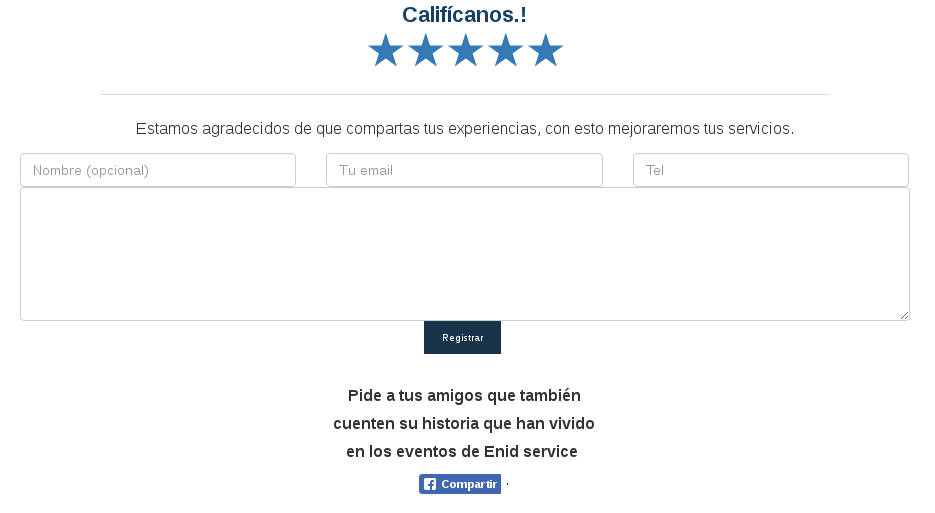 Califícanos.!
Estamos agradecidos de que compartas tus experiencias, con esto mejoraremos tus servicios.
Nombre (opcional)
Tu email
Tel
Registrar
Pide a tus amigos que también
cuenten su historia que han vivido
en los eventos de Enid service
Compartir .